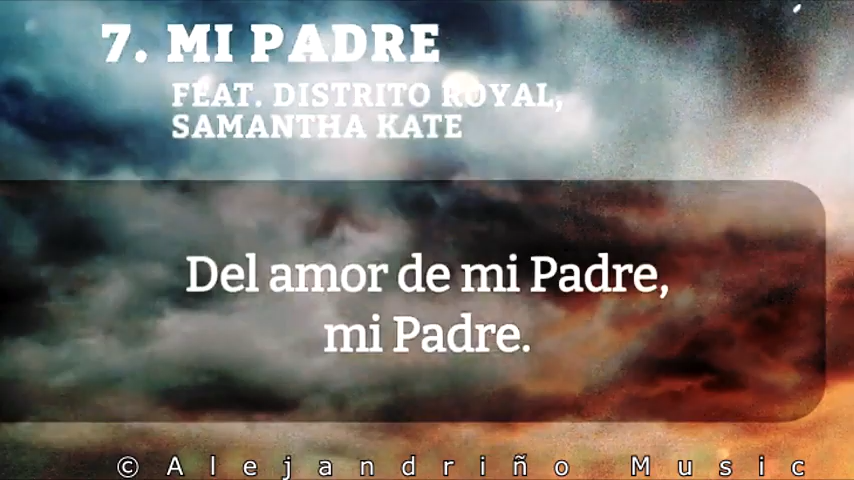 7. MI PADRE
FEAT. DISTRITO ROYAL,
SAMANTHA KATE
Del amor de mi Padre,
mi Padre.
© Alejandriño Music